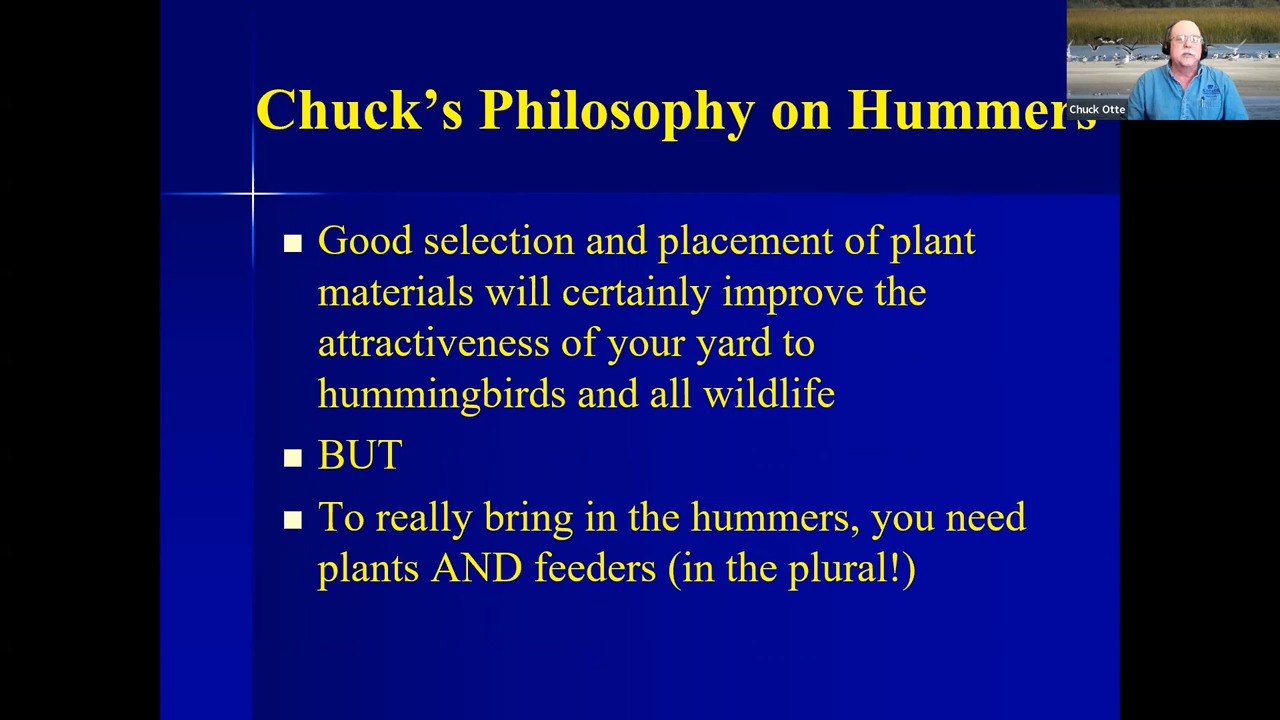 Chuck's Philosophy on Hummers
Chuck Otte
■ Good selection and placement of plant
materials will certainly improve the
attractiveness of your yard to
hummingbirds and all wildlife
■ BUT
■ To really bring in the hummers, you need
plants AND feeders (in the plural!)